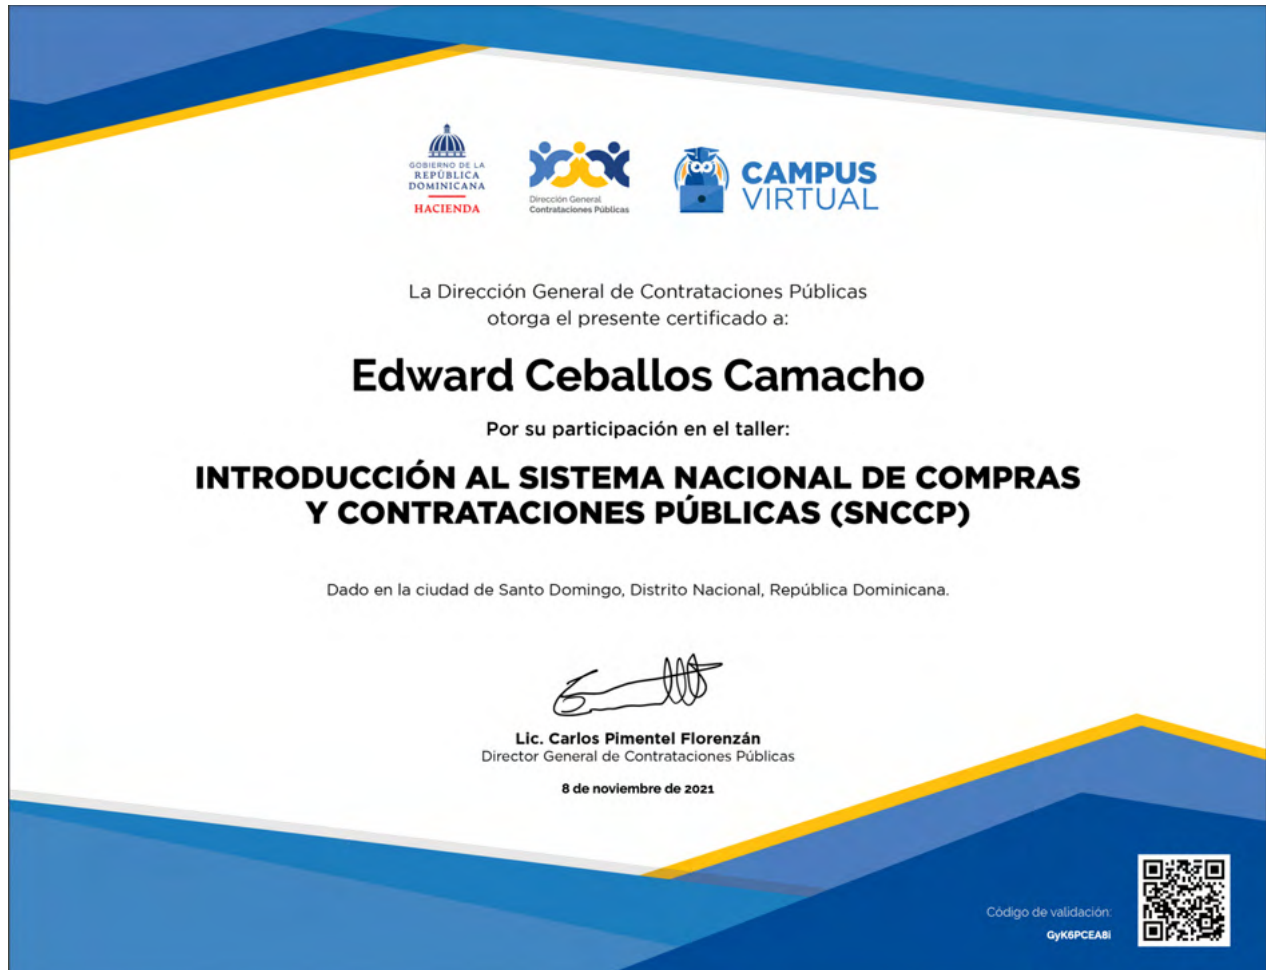 GOBIERNO DE LA
REPÚBLICA
DOMINICANA
HACIENDA
Dirección General
Contrataciones Públicas
CAMPUS
VIRTUAL
La Dirección General de Contrataciones Públicas
otorga el presente certificado a:
Edward Ceballos Camacho
Por su participación en el taller:
INTRODUCCIÓN AL SISTEMA NACIONAL DE COMPRAS
Y CONTRATACIONES PÚBLICAS (SNCCP)
Dado en la ciudad de Santo Domingo, Distrito Nacional, República Dominicana.
Lic. Carlos Pimentel Florenzán
Director General de Contrataciones Públicas
8 de noviembre de 2021
Código de validación:
GyK6PCEA8i